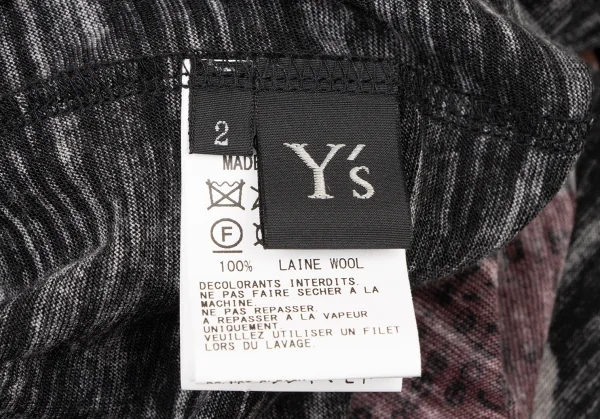 2
Y's
MADE
F
100% LAINE WOOL
DECOLORANTS INTERDITS.
NE PAS FAIRE SECHER A LA
MACHINE.
NE PAS REPASSER.
A REPASSER A LA VAPEUR
UNIQUEMENT.
VEUILLEZ UTILISER UN FILET
LORS DU LAVAGE.